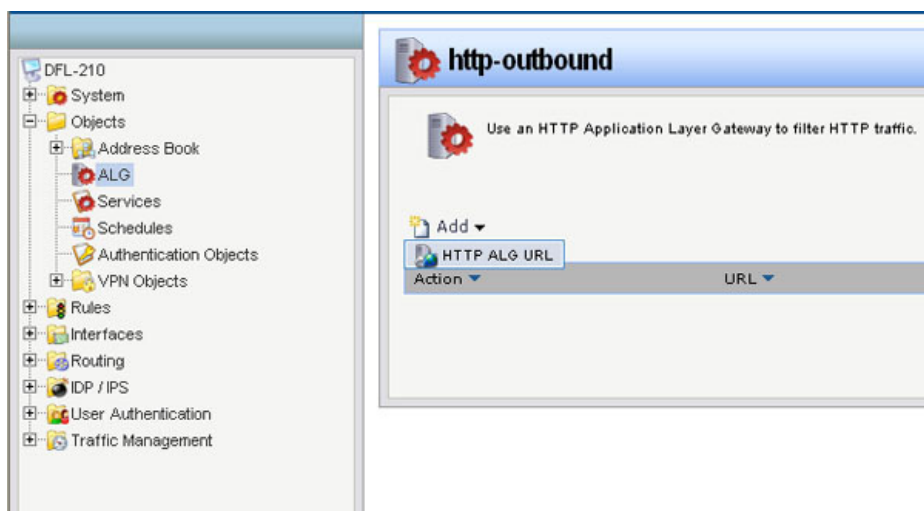 DFL-210
System
Objects
Address Book
ALG
Services
Schedules
Authentication Objects
VPN Objects
Rules
Interfaces
Routing
IDP / IPS
User Authentication
Traffic Management
http-outbound
Use an HTTP Application Layer Gateway to filter HTTP traffic.
Add
HTTP ALG URL
Action URL